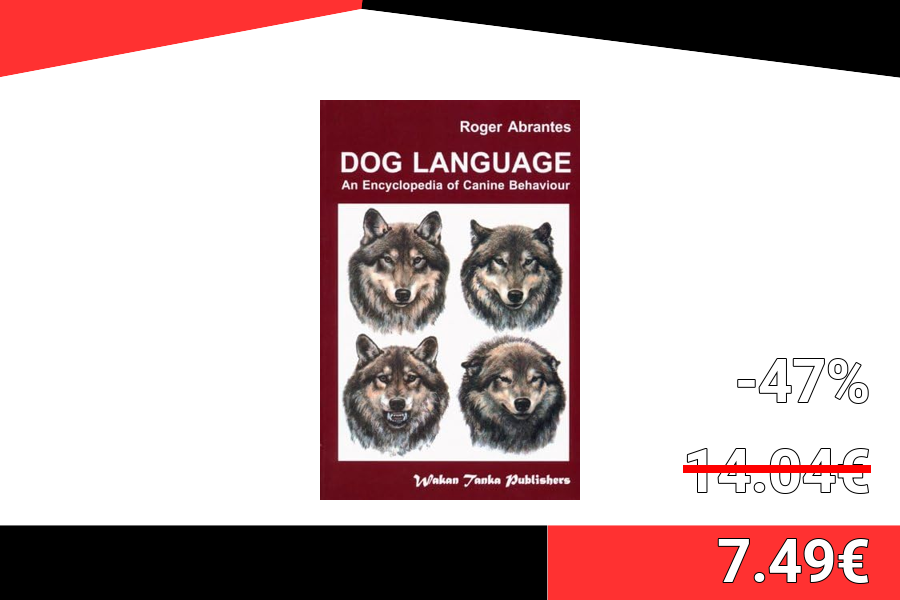 Roger Abrantes
DOG LANGUAGE
An Encyclopedia of Canine Behaviour
Wakan Tanka Publishers
-47%
14.04€
7.49€